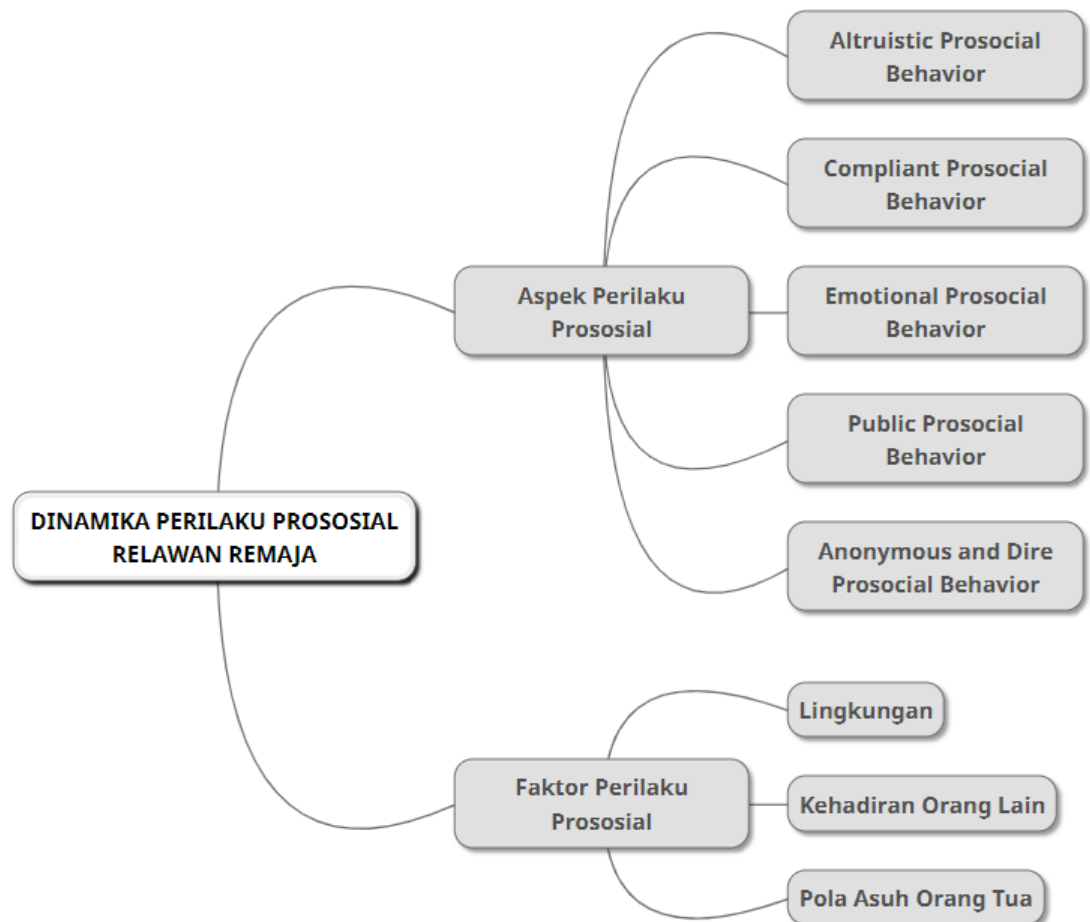 Altruistic Prosocial
Behavior
Compliant Prosocial
Behavior
Aspek Perilaku
Prososial
Emotional Prosocial
Behavior
Public Prosocial
Behavior
DINAMIKA PERILAKU PROSOSIAL
RELAWAN REMAJA
Anonymous and Dire
Prosocial Behavior
Lingkungan
Faktor Perilaku
Prososial
Kehadiran Orang Lain
Pola Asuh Orang Tua